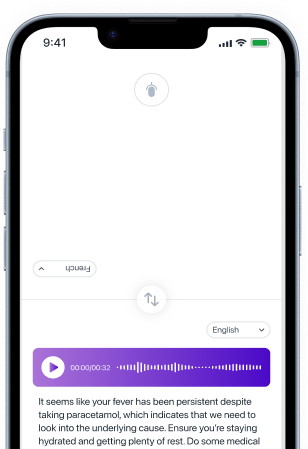 9:41
French
English
00:00/00:32
It seems like your fever has been persistent despite
taking paracetamol, which indicates that we need to
look into the underlying cause. Ensure you're staying
hydrated and getting plenty of rest. Do some medical